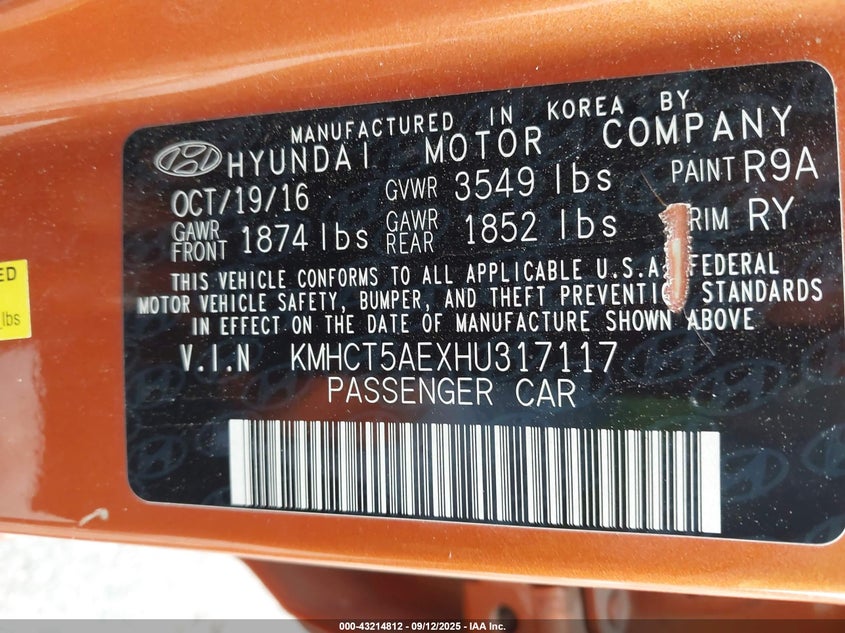 MANUFACTURED IN KOREA BY
HYUNDAI MOTOR COMPANY
OCT/19/16 GVWR 3549 lbs PAINT R9A
GAWR FRONT 1874 lbs GAWR REAR 1852 lbs RIM RY
THIS VEHICLE CONFORMS TO ALL APPLICABLE U.S.A. FEDERAL
MOTOR VEHICLE SAFETY, BUMPER, AND THEFT PREVENTION STANDARDS
IN EFFECT ON THE DATE OF MANUFACTURE SHOWN ABOVE
V.I.N KMHCT5AEXHU317117
PASSENGER CAR
lbs
000-43214812 - 09/12/2025 - IAA Inc.